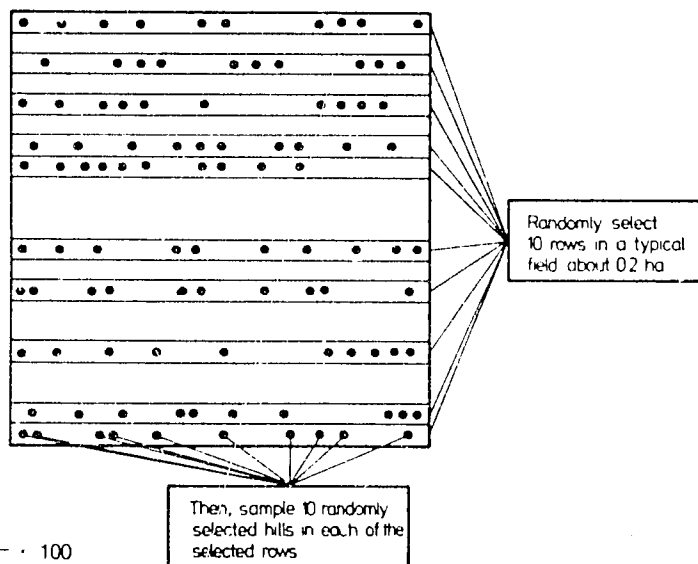 Randomly select
10 rows in a typical
field about 0.2 ha
Then, sample 10 randomly
selected hills in each of the
selected rows
100